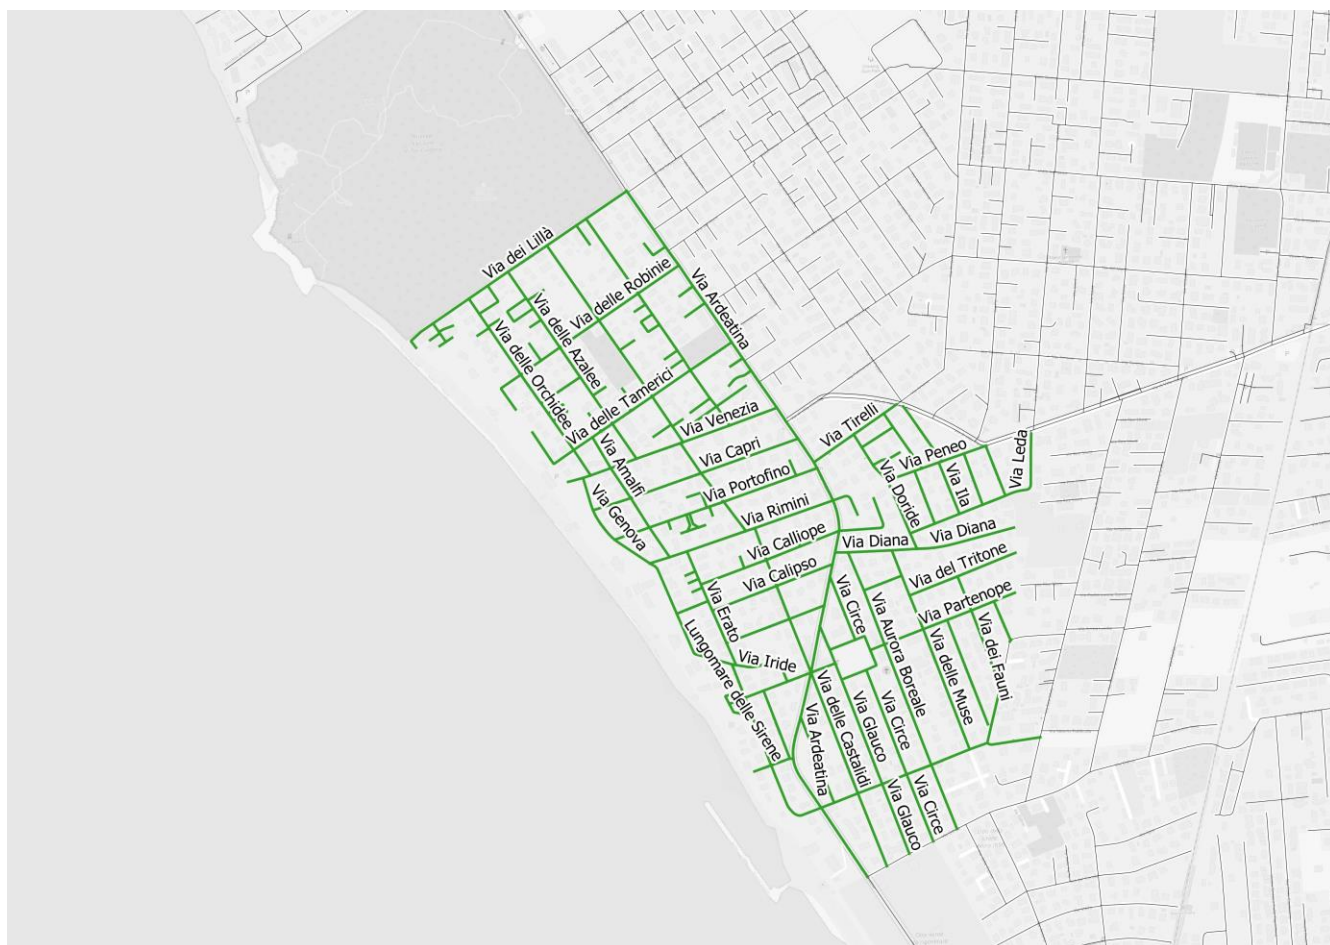 Via dei Lillà
Via delle Robinie
Via Ardeatina
Via delle Azalee
Via delle Orchidee
Via delle Tamerici
Via Venezia
Via Tirelli
Via Capri
Via Amalfi
Via Peneo
Via Leda
Via Portofino
Via Ila
Via Doride
Via Genova
Via Rimini
Via Diana
Via Diana
Via Calliope
Via del Tritone
Via Calipso
Via Circe
Via Partenope
Via Erato
Via Aurora Boreale
Via delle Muse
Via dei Fauni
Lungomare delle Sirene
Via Iride
Via delle Castalidi
Via Glauco
Via Circe
Via Ardeatina
Via Glauco
Via Circe